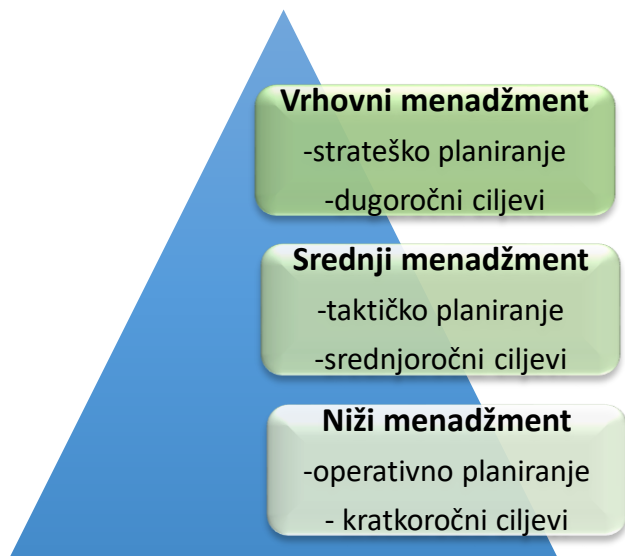 Vrhovni menadžment
-strateško planiranje
-dugoročni ciljevi
Srednji menadžment
-taktičko planiranje
-srednjoročni ciljevi
Niži menadžment
-operativno planiranje
- kratkoročni ciljevi